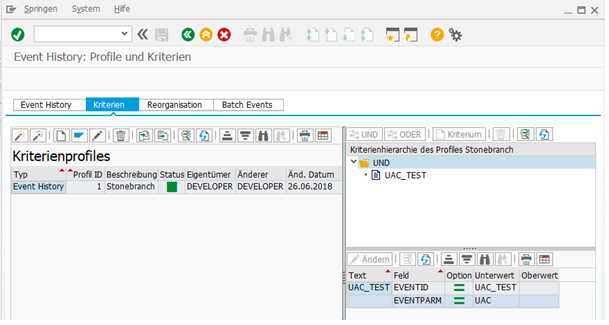 Springen System Hilfe
Event History: Profile und Kriterien
Event History Kriterien Reorganisation Batch Events
UND ODER Kriterium
Kriterienprofiles
Typ Profil ID Beschreibung Status Eigentümer Änderer Änd. Datum
Event History 1 Stonebranch DEVELOPER DEVELOPER 26.06.2018
Kriterienhierarchie des Profiles Stonebranch
UND
UAC_TEST
Ändern
Text Feld Option Unterwert Oberwert
UAC_TEST EVENTID UAC_TEST
EVENTPARM UAC